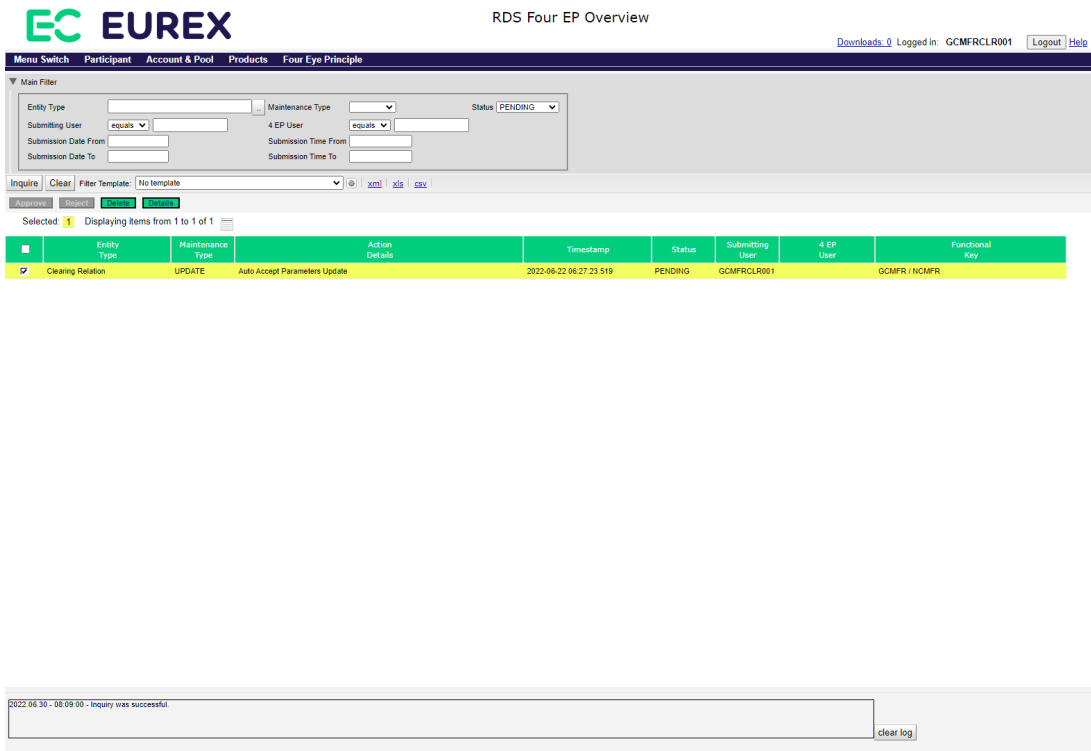 EC EUREX
RDS Four EP Overview
Downloads: 0 Logged in: GCMFRCLR001 Logout Help
Menu Switch Participant Account & Pool Products Four Eye Principle
Main Filter
Entity Type .. Maintenance Type Status PENDING
Submitting User equals 4 EP User equals
Submission Date From Submission Time From
Submission Date To Submission Time To
Inquire Clear Filter Template: No template xml xls csv
Approve Reject Delete Details
Selected: 1 Displaying items from 1 to 1 of 1
Entity Type Maintenance Type Action Details Timestamp Status Submitting User 4 EP User Functional Key
Clearing Relation UPDATE Auto Accept Parameters Update 2022-06-22 06:27:23.519 PENDING GCMFRCLR001 GCMFR / NCMFR
2022.06.30 - 08:09:00 - Inquiry was successful.
clear log